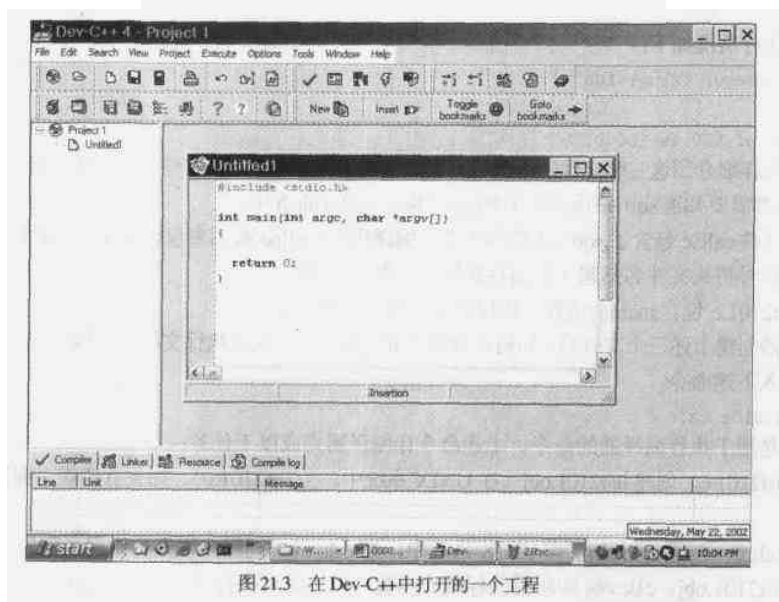 Dev-C++ 4 - Project 1
File Edit Search View Project Execute Options Tools Window Help
New Insert Toggle bookmarks Goto bookmarks
Project 1
Untitled1
Untitled1
#include <stdio.h>
int main(int argc, char *argv[])
{
return 0;
}
Insertion
Compiler Linker Resource Compile log
Line Unit Message
Wednesday, May 22, 2002
start 10:04 PM
图 21.3 在 Dev-C++中打开的一个工程